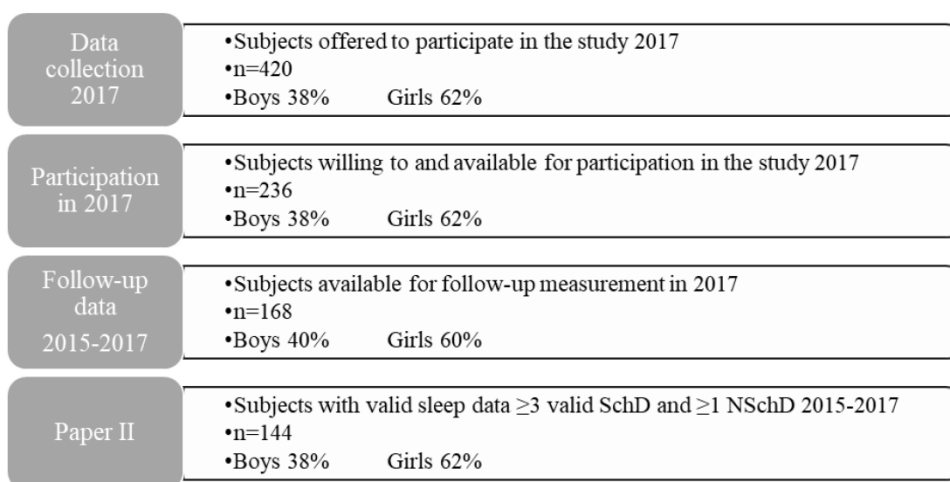 Data
collection
2017
•Subjects offered to participate in the study 2017
•n=420
•Boys 38% Girls 62%
Participation
in 2017
•Subjects willing to and available for participation in the study 2017
•n=236
•Boys 38% Girls 62%
Follow-up
data
2015-2017
•Subjects available for follow-up measurement in 2017
•n=168
•Boys 40% Girls 60%
Paper II
•Subjects with valid sleep data ≥3 valid SchD and ≥1 NSchD 2015-2017
•n=144
•Boys 38% Girls 62%